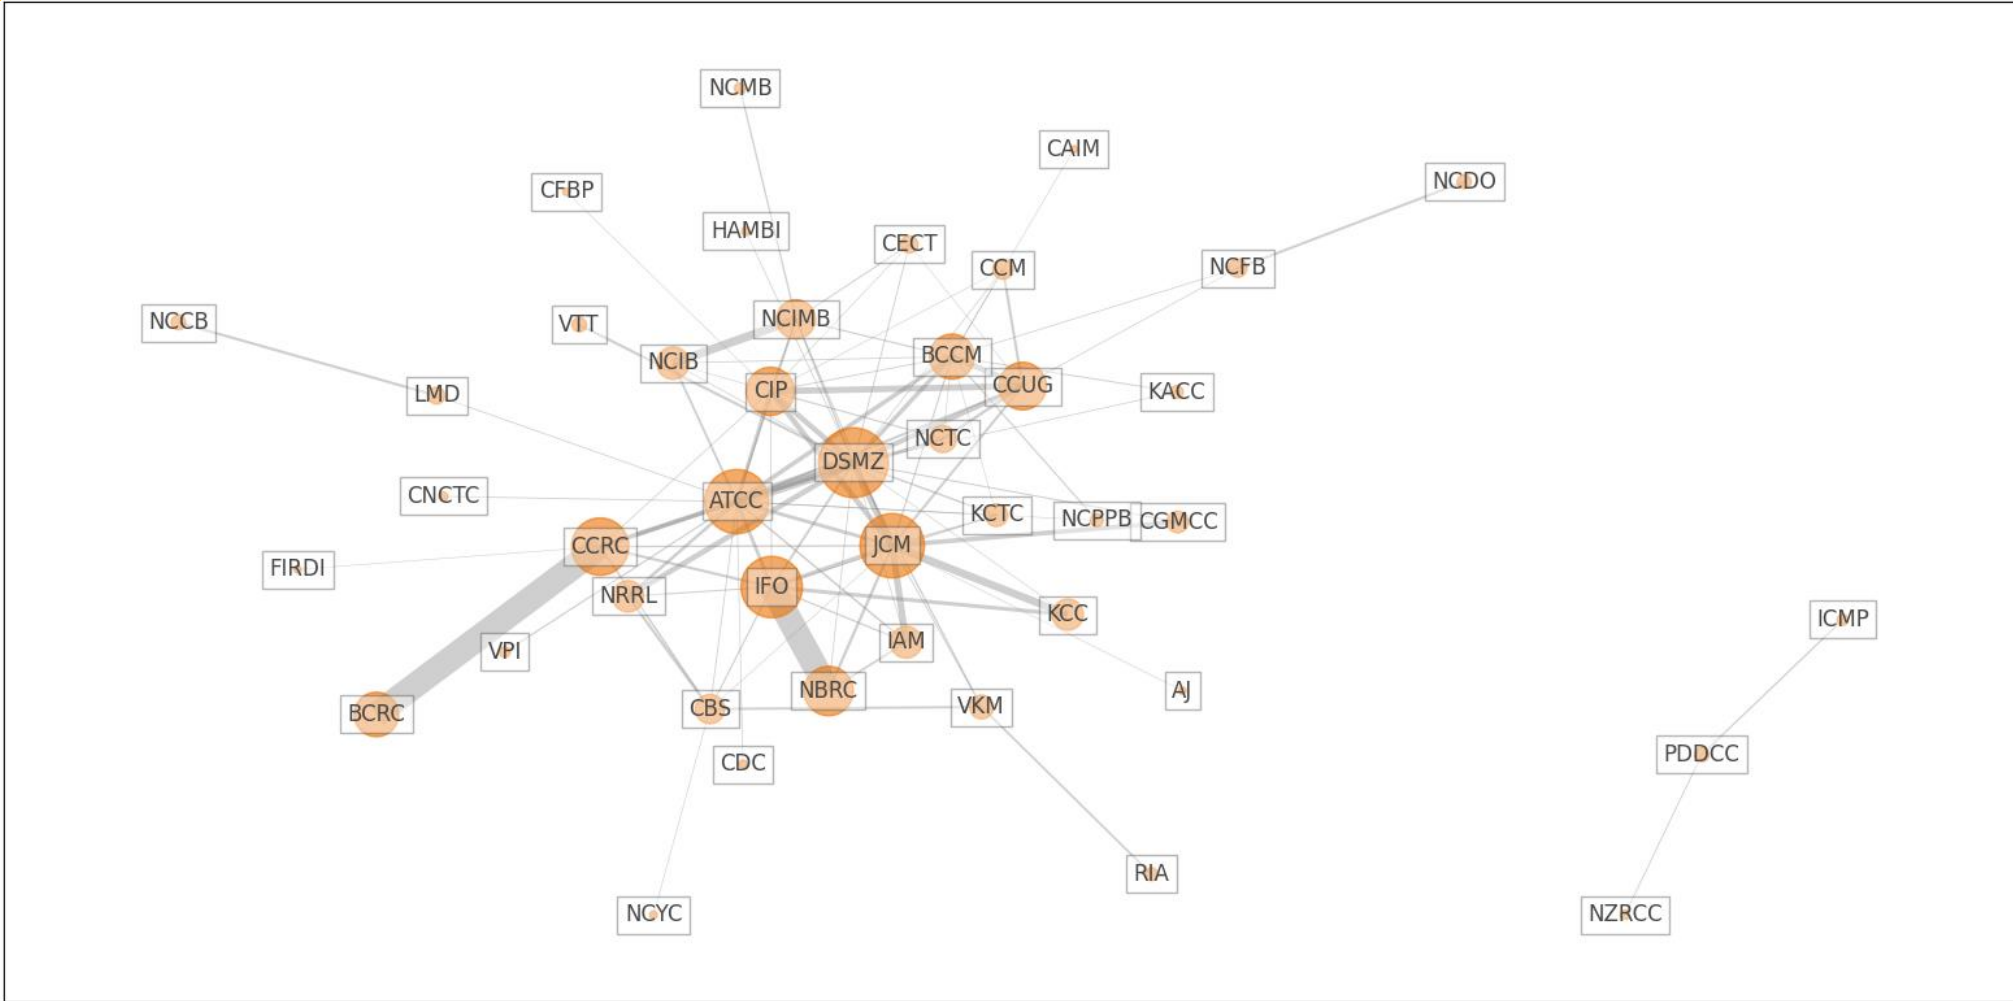 NCMB
CAIM
NCDO
CFBP
HAMBI
CECT
CCM
NCFB
NCCB
VTT
NCIMB
NCIB
BCCM
CIP
CCUG
KACC
LMD
NCTC
DSMZ
CNCTC
ATCC
KCTC
NCPPB
CGMCC
CCRC
JCM
FIRDI
NRRL
IFO
KCC
ICMP
VPI
IAM
NBRC
AJ
BCRC
CBS
VKM
CDC
PDDCC
RIA
NCYC
NZRCC